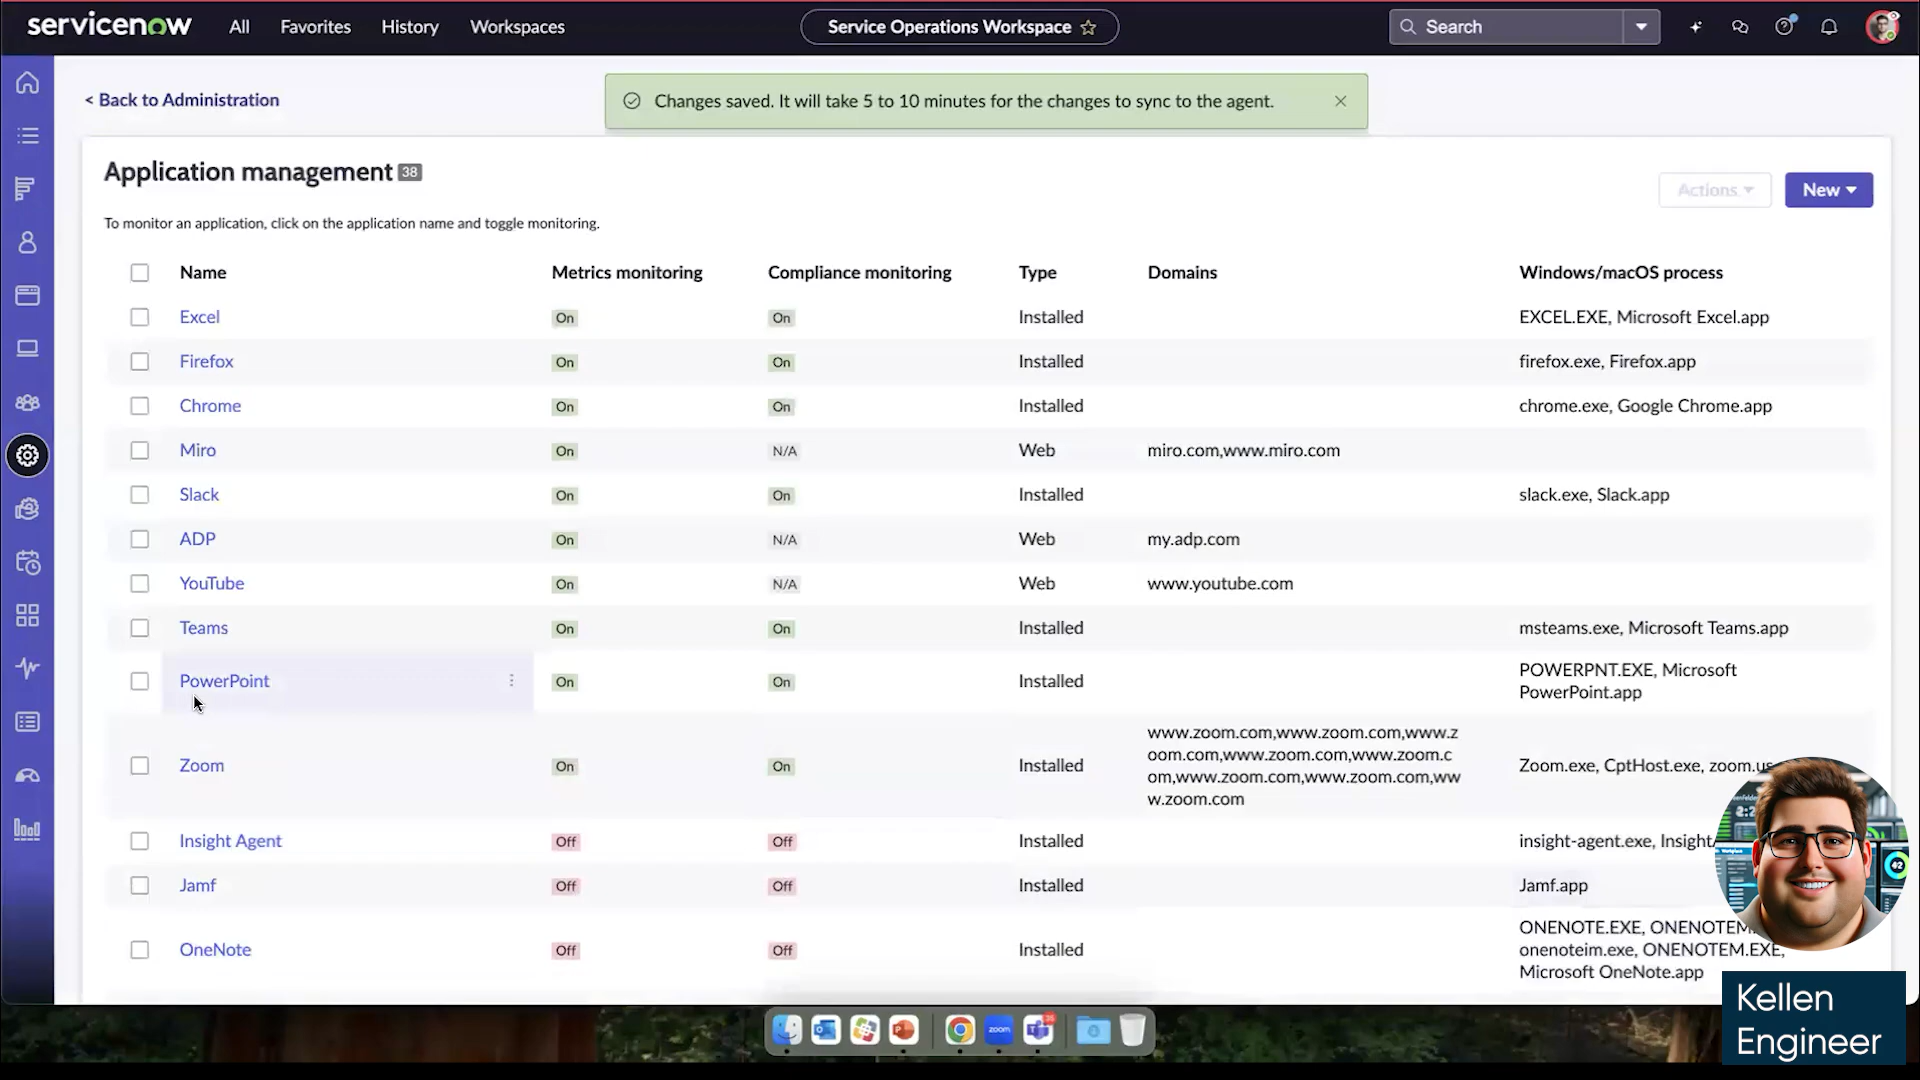 servicenow
All
Favorites
History
Workspaces
Service Operations Workspace
Search
< Back to Administration
Changes saved. It will take 5 to 10 minutes for the changes to sync to the agent.
Application management 38
Actions
New
To monitor an application, click on the application name and toggle monitoring.
Name Metrics monitoring Compliance monitoring Type Domains Windows/macOS process
Excel On On Installed EXCEL.EXE, Microsoft Excel.app
Firefox On On Installed firefox.exe, Firefox.app
Chrome On On Installed chrome.exe, Google Chrome.app
Miro On N/A Web miro.com,www.miro.com
Slack On On Installed slack.exe, Slack.app
ADP On N/A Web my.adp.com
YouTube On N/A Web www.youtube.com
Teams On On Installed msteams.exe, Microsoft Teams.app
PowerPoint On On Installed POWERPNT.EXE, Microsoft
PowerPoint.app
www.zoom.com,www.zoom.com,www.z
oom.com,www.zoom.com,www.zoom.c
om,www.zoom.com,www.zoom.com,ww
w.zoom.com
Zoom On On Installed Zoom.exe, CptHost.exe, zoom.us
Insight Agent Off Off Installed insight-agent.exe, Insight
Jamf Off Off Installed Jamf.app
OneNote Off Off Installed ONENOTE.EXE, ONENOTEM.
onenoteim.exe, ONENOTEM.EXE,
Microsoft OneNote.app
zoom
Kellen
Engineer